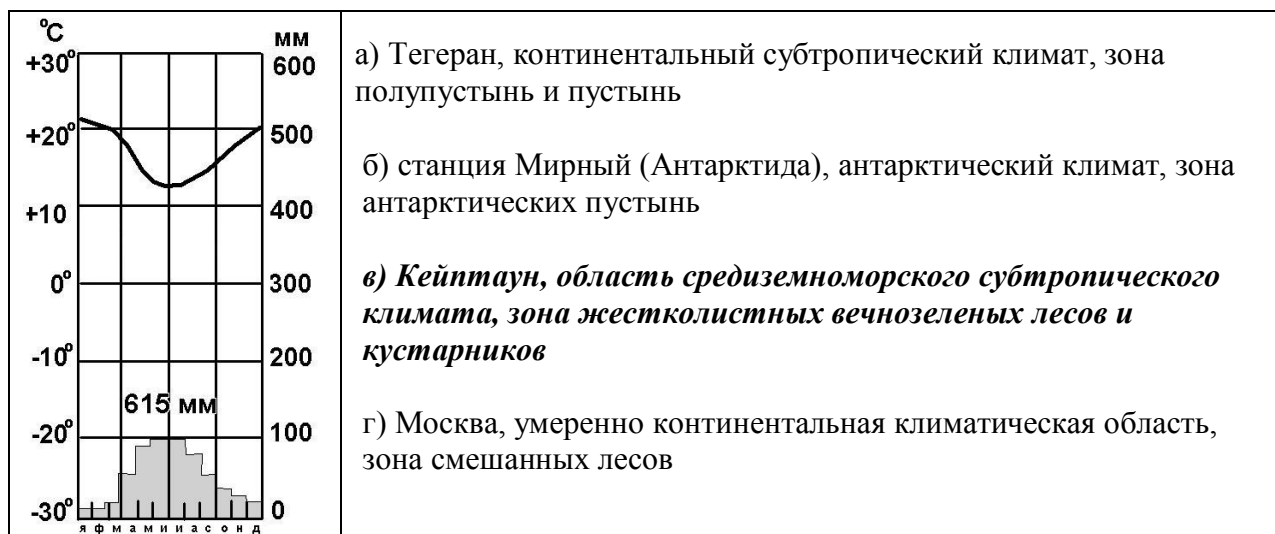 °C
мм
+30°
600
+20°
500
+10
400
0°
300
-10°
200
615 мм
-20°
100
-30°
0
я ф м а м и и а с о н д
а) Тегеран, континентальный субтропический климат, зона
полупустынь и пустынь
б) станция Мирный (Антарктида), антарктический климат, зона
антарктических пустынь
в) Кейптаун, область средиземноморского субтропического
климата, зона жестколистных вечнозеленых лесов и
кустарников
г) Москва, умеренно континентальная климатическая область,
зона смешанных лесов